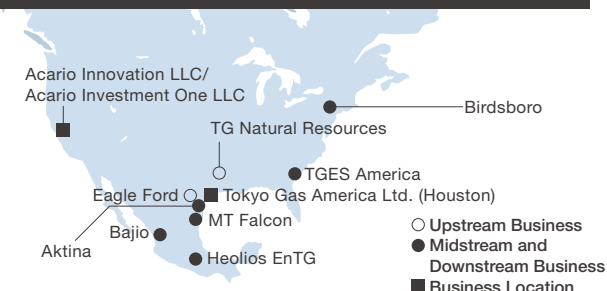 Acario Innovation LLC/
Acario Investment One LLC
Birdsboro
TG Natural Resources
TGES America
Eagle Ford
Tokyo Gas America Ltd. (Houston)
MT Falcon
Bajio
Aktina
Heolios EnTG
Upstream Business
Midstream and
Downstream Business
Business Location